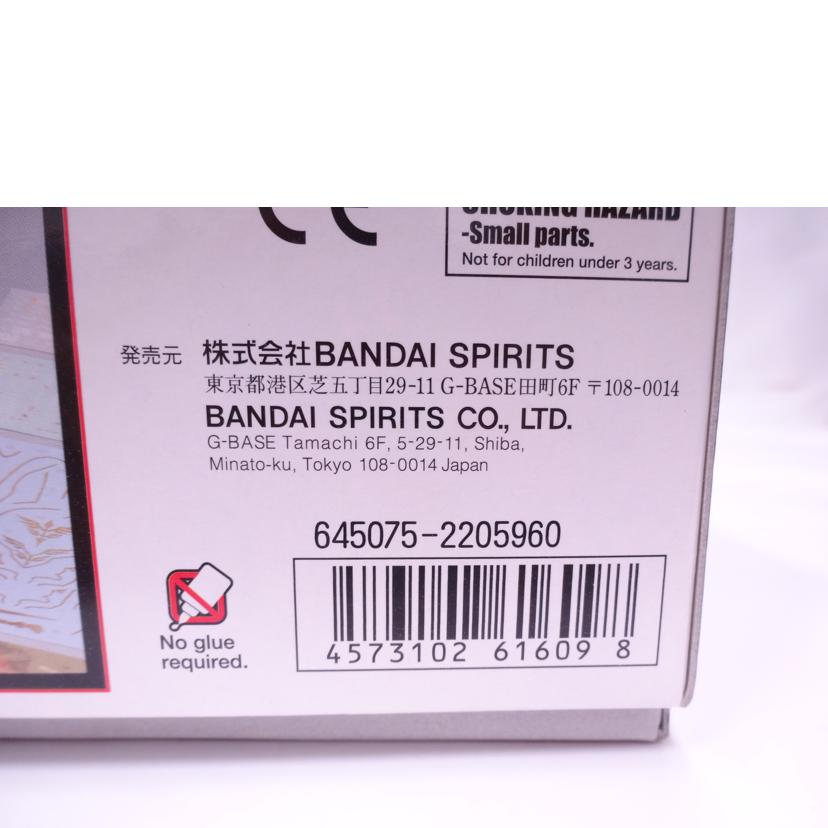 CE
CHOKING HAZARD
-Small parts.
Not for children under 3 years.
発売元 株式会社BANDAI SPIRITS
東京都港区芝五丁目29-11 G-BASE田町6F 〒108-0014
BANDAI SPIRITS CO., LTD.
G-BASE Tamachi 6F, 5-29-11, Shiba,
Minato-ku, Tokyo 108-0014 Japan
645075-2205960
No glue
required.
4573102 61609 8